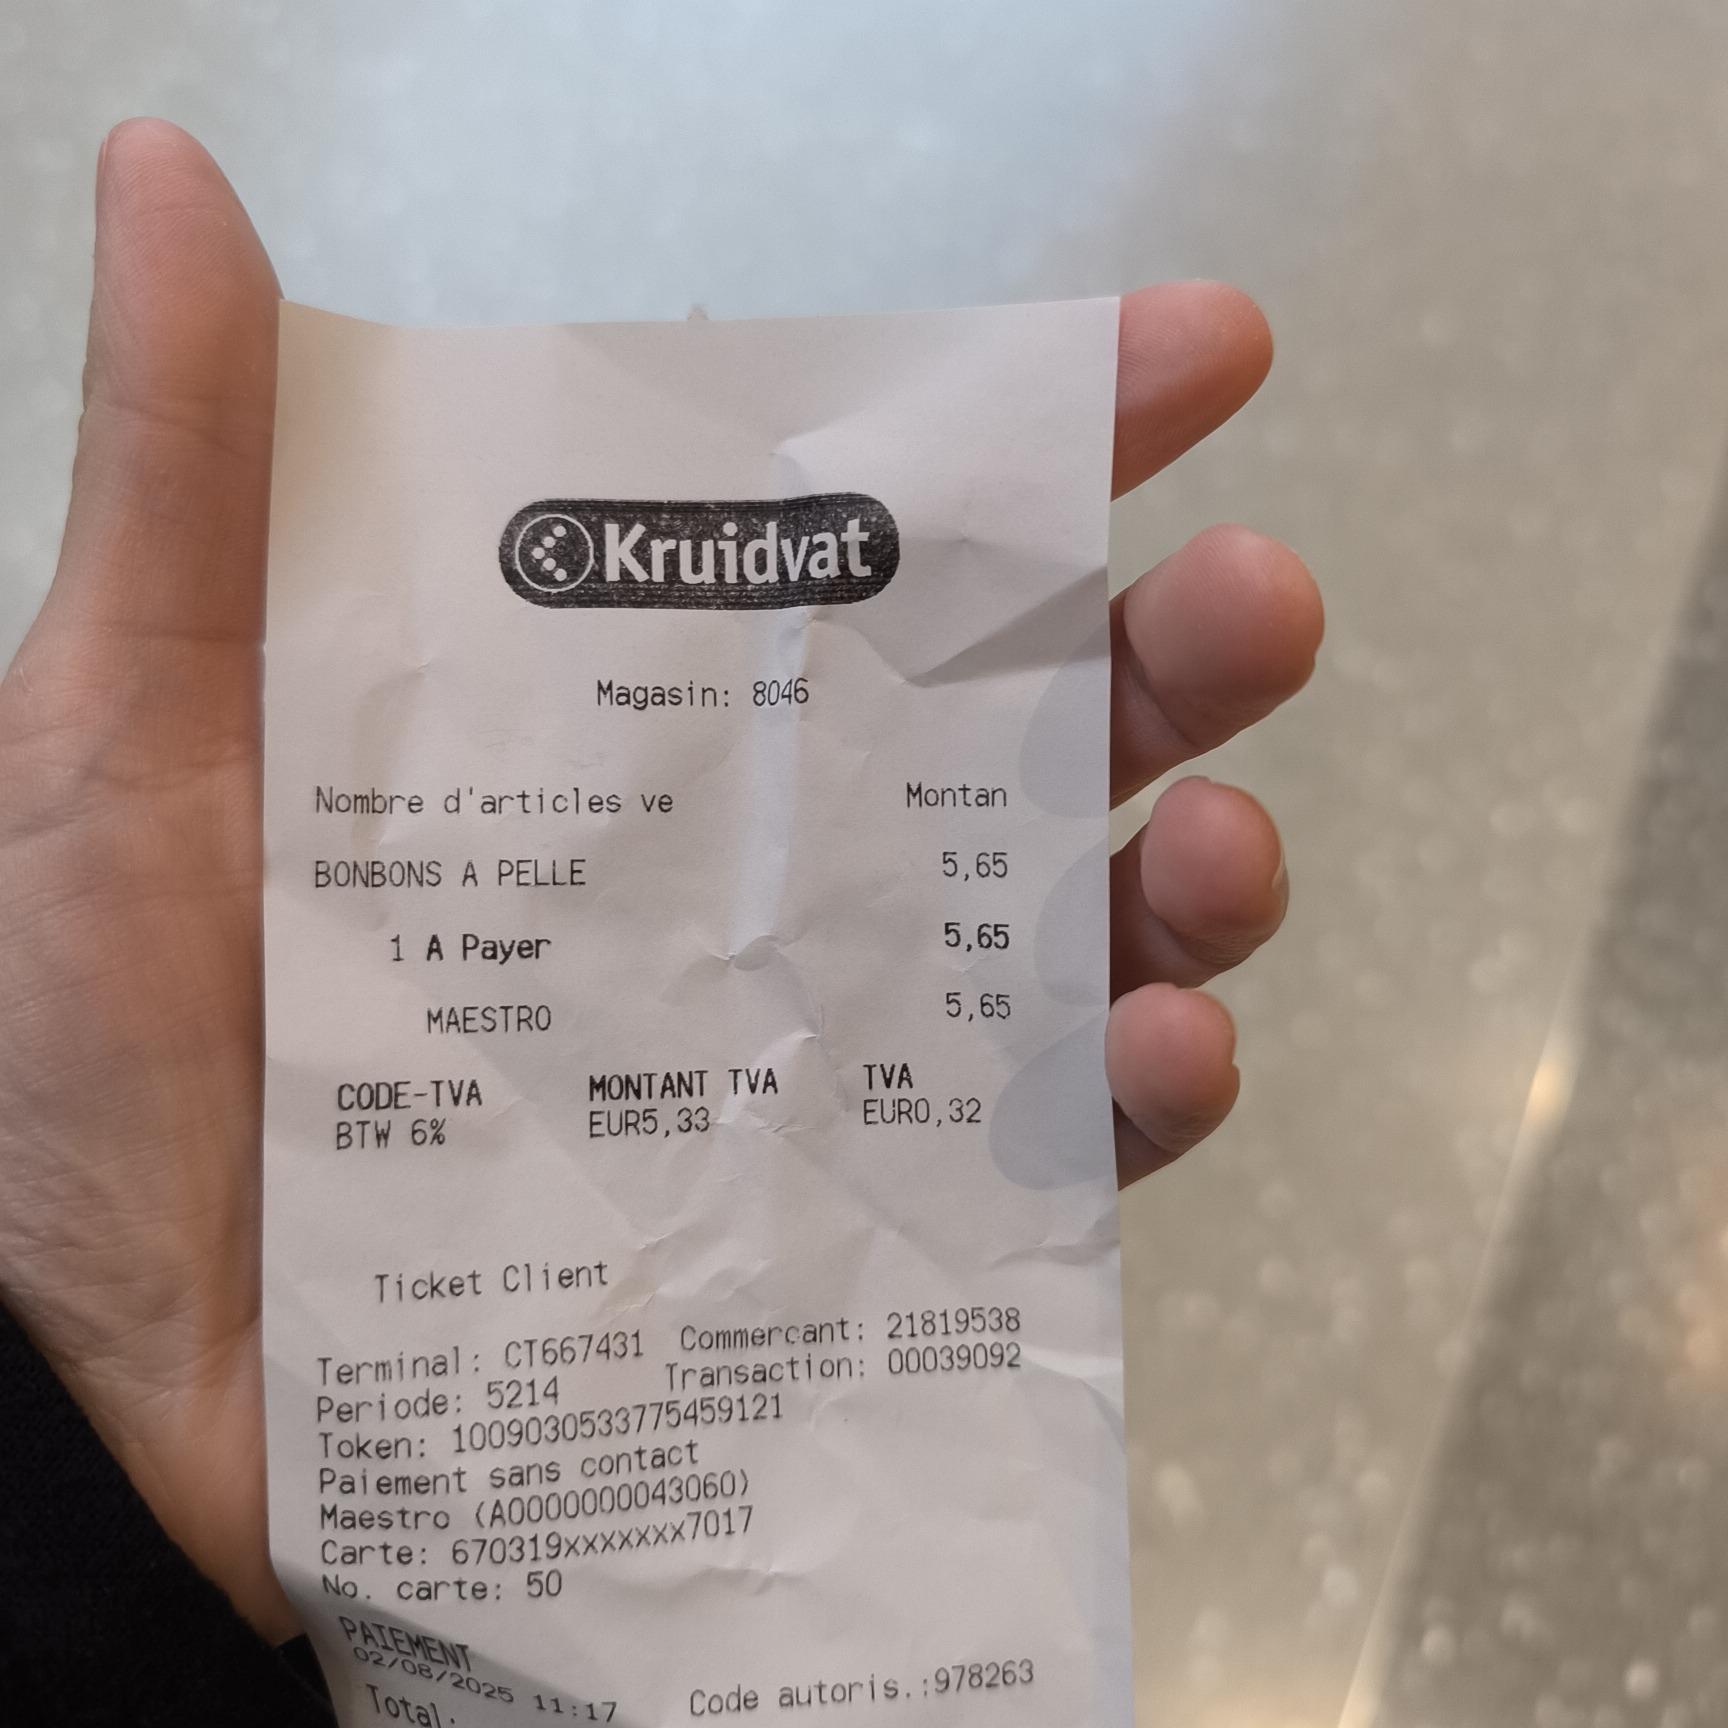 Kruidvat
Magasin: 8046
Nombre d'articles ve Montan
BONBONS A PELLE 5,65
1 A Payer 5,65
MAESTRO 5,65
CODE-TVA MONTANT TVA TVA
BTW 6% EUR5,33 EUR0,32
Ticket Client
Terminal: CT667431 Commercant: 21819538
Periode: 5214 Transaction: 00039092
Token: 1009030533775459121
Paiement sans contact
Maestro (A0000000043060)
Carte: 670319xxxxxxx7017
No. carte: 50
PAIEMENT
02/08/2025 11:17 Code autoris.:978263
Total.